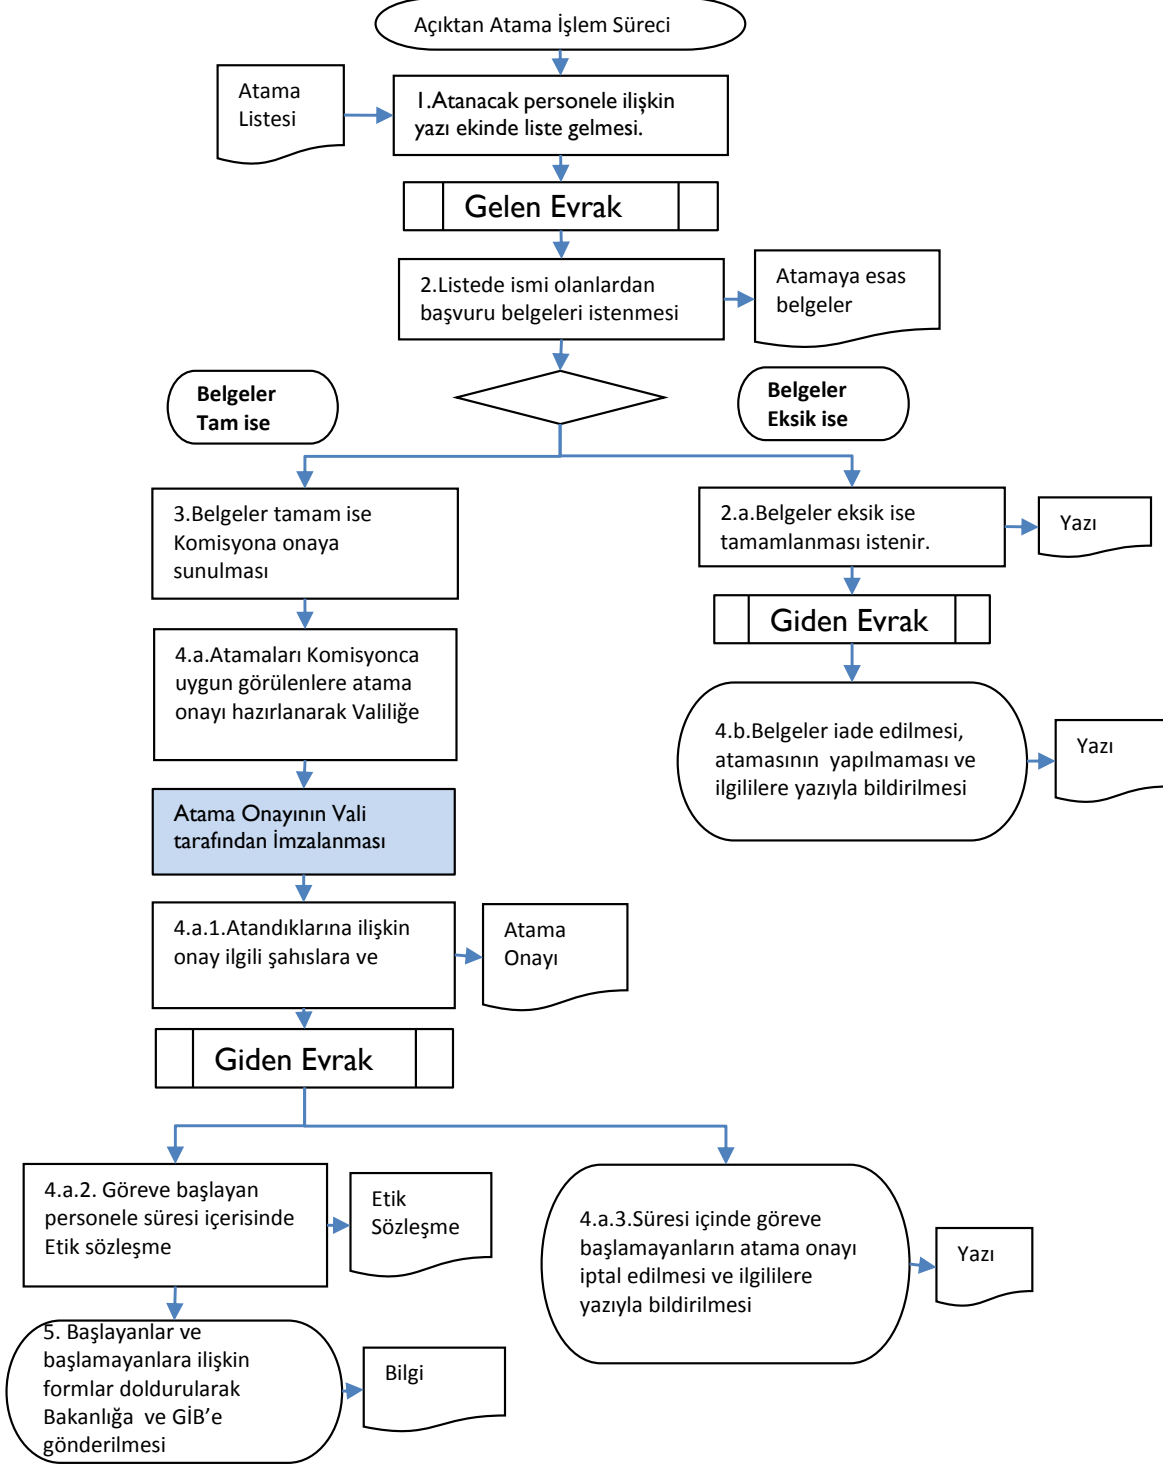 Açıktan Atama İşlem Süreci
Atama
Listesi
1.Atanacak personele ilişkin
yazı ekinde liste gelmesi.
Gelen Evrak
2.Listede ismi olanlardan
başvuru belgeleri istenmesi
Atamaya esas
belgeler
Belgeler
Tam ise
Belgeler
Eksik ise
3.Belgeler tamam ise
Komisyona onaya
sunulması
2.a.Belgeler eksik ise
tamamlanması istenir.
Yazı
Giden Evrak
4.a.Atamaları Komisyonca
uygun görülenlere atama
onayı hazırlanarak Valiliğe
4.b.Belgeler iade edilmesi,
atamasının yapılmaması ve
ilgililere yazıyla bildirilmesi
Yazı
Atama Onayının Vali
tarafından İmzalanması
4.a.1.Atandıklarına ilişkin
onay ilgili şahıslara ve
Atama
Onayı
Giden Evrak
4.a.2. Göreve başlayan
personele süresi içerisinde
Etik sözleşme
Etik
Sözleşme
4.a.3.Süresi içinde göreve
başlamayanların atama onayı
iptal edilmesi ve ilgililere
yazıyla bildirilmesi
Yazı
5. Başlayanlar ve
başlamayanlara ilişkin
formlar doldurularak
Bakanlığa ve GİB’e
gönderilmesi
Bilgi